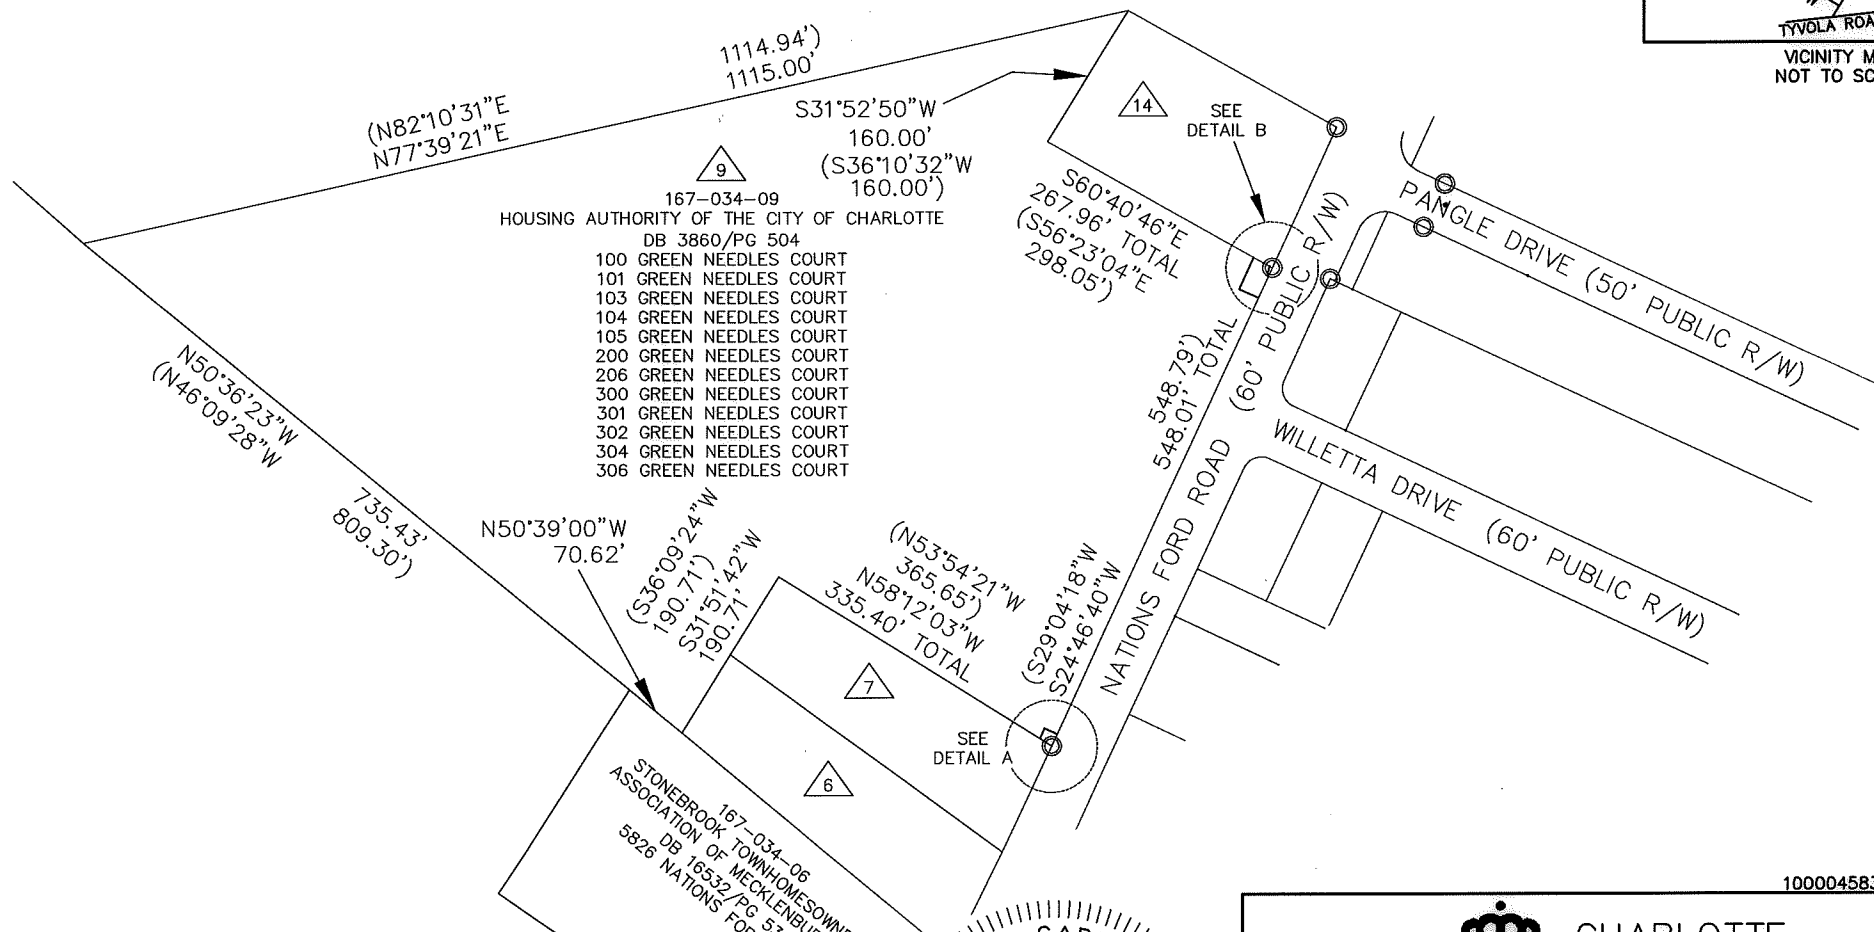 TYVOLA ROA
VICINITY M
NOT TO SC
1114.94')
1115.00'
(N82°10'31"E
N77°39'21"E
S31°52'50"W
160.00'
(S36°10'32"W
160.00')
14
SEE
DETAIL B
9
167-034-09
HOUSING AUTHORITY OF THE CITY OF CHARLOTTE
DB 3860/PG 504
100 GREEN NEEDLES COURT
101 GREEN NEEDLES COURT
103 GREEN NEEDLES COURT
104 GREEN NEEDLES COURT
105 GREEN NEEDLES COURT
200 GREEN NEEDLES COURT
206 GREEN NEEDLES COURT
300 GREEN NEEDLES COURT
301 GREEN NEEDLES COURT
302 GREEN NEEDLES COURT
304 GREEN NEEDLES COURT
306 GREEN NEEDLES COURT
S60°40'46"E
267.96' TOTAL
(S56°23'04"E
298.05')
PANGLE DRIVE (50' PUBLIC R/W)
548.79')
548.01' TOTAL
NATIONS FORD ROAD (60' PUBLIC R/W)
WILLETTA DRIVE (60' PUBLIC R/W)
N50°36'23"W
(N46°09'28"W
735.43'
809.30')
N50°39'00"W
70.62'
(S36°09'24"W
190.71')
S31°51'42"W
190.71'
(N53°54'21"W
365.65')
N58°12'03"W
335.40' TOTAL
(S29°04'18"W
S24°46'40"W
7
SEE
DETAIL A
6
167-034-06
STONEBROOK TOWNHOMESOWNE
ASSOCIATION OF MECKLENBU
DB 16532/PG 53
5826 NATIONS FO
100004583
CAR
CHARLOTTE